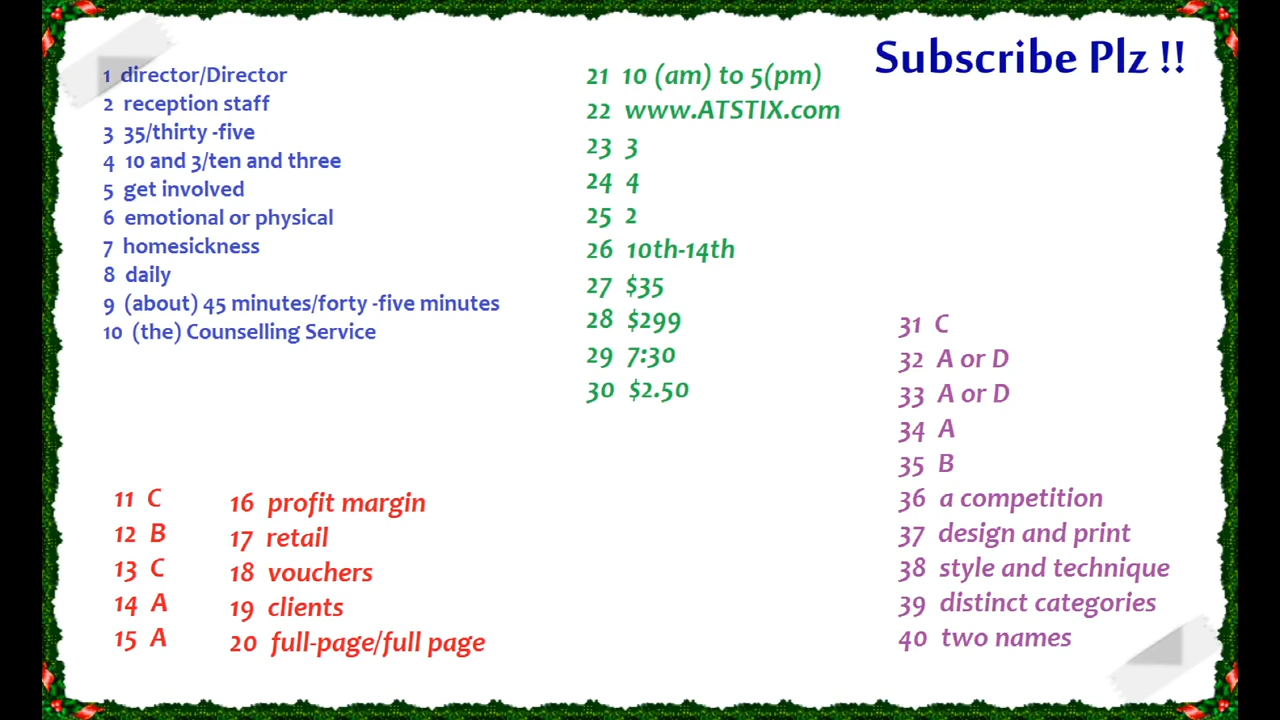 Subscribe Plz !!
1 director/Director
2 reception staff
3 35/thirty -five
4 10 and 3/ten and three
5 get involved
6 emotional or physical
7 homesickness
8 daily
9 (about) 45 minutes/forty -five minutes
10 (the) Counselling Service
11 C
12 B
13 C
14 A
15 A
16 profit margin
17 retail
18 vouchers
19 clients
20 full-page/full page
21 10 (am) to 5(pm)
22 www.ATSTIX.com
23 3
24 4
25 2
26 10th-14th
27 $35
28 $299
29 7:30
30 $2.50
31 C
32 A or D
33 A or D
34 A
35 B
36 a competition
37 design and print
38 style and technique
39 distinct categories
40 two names